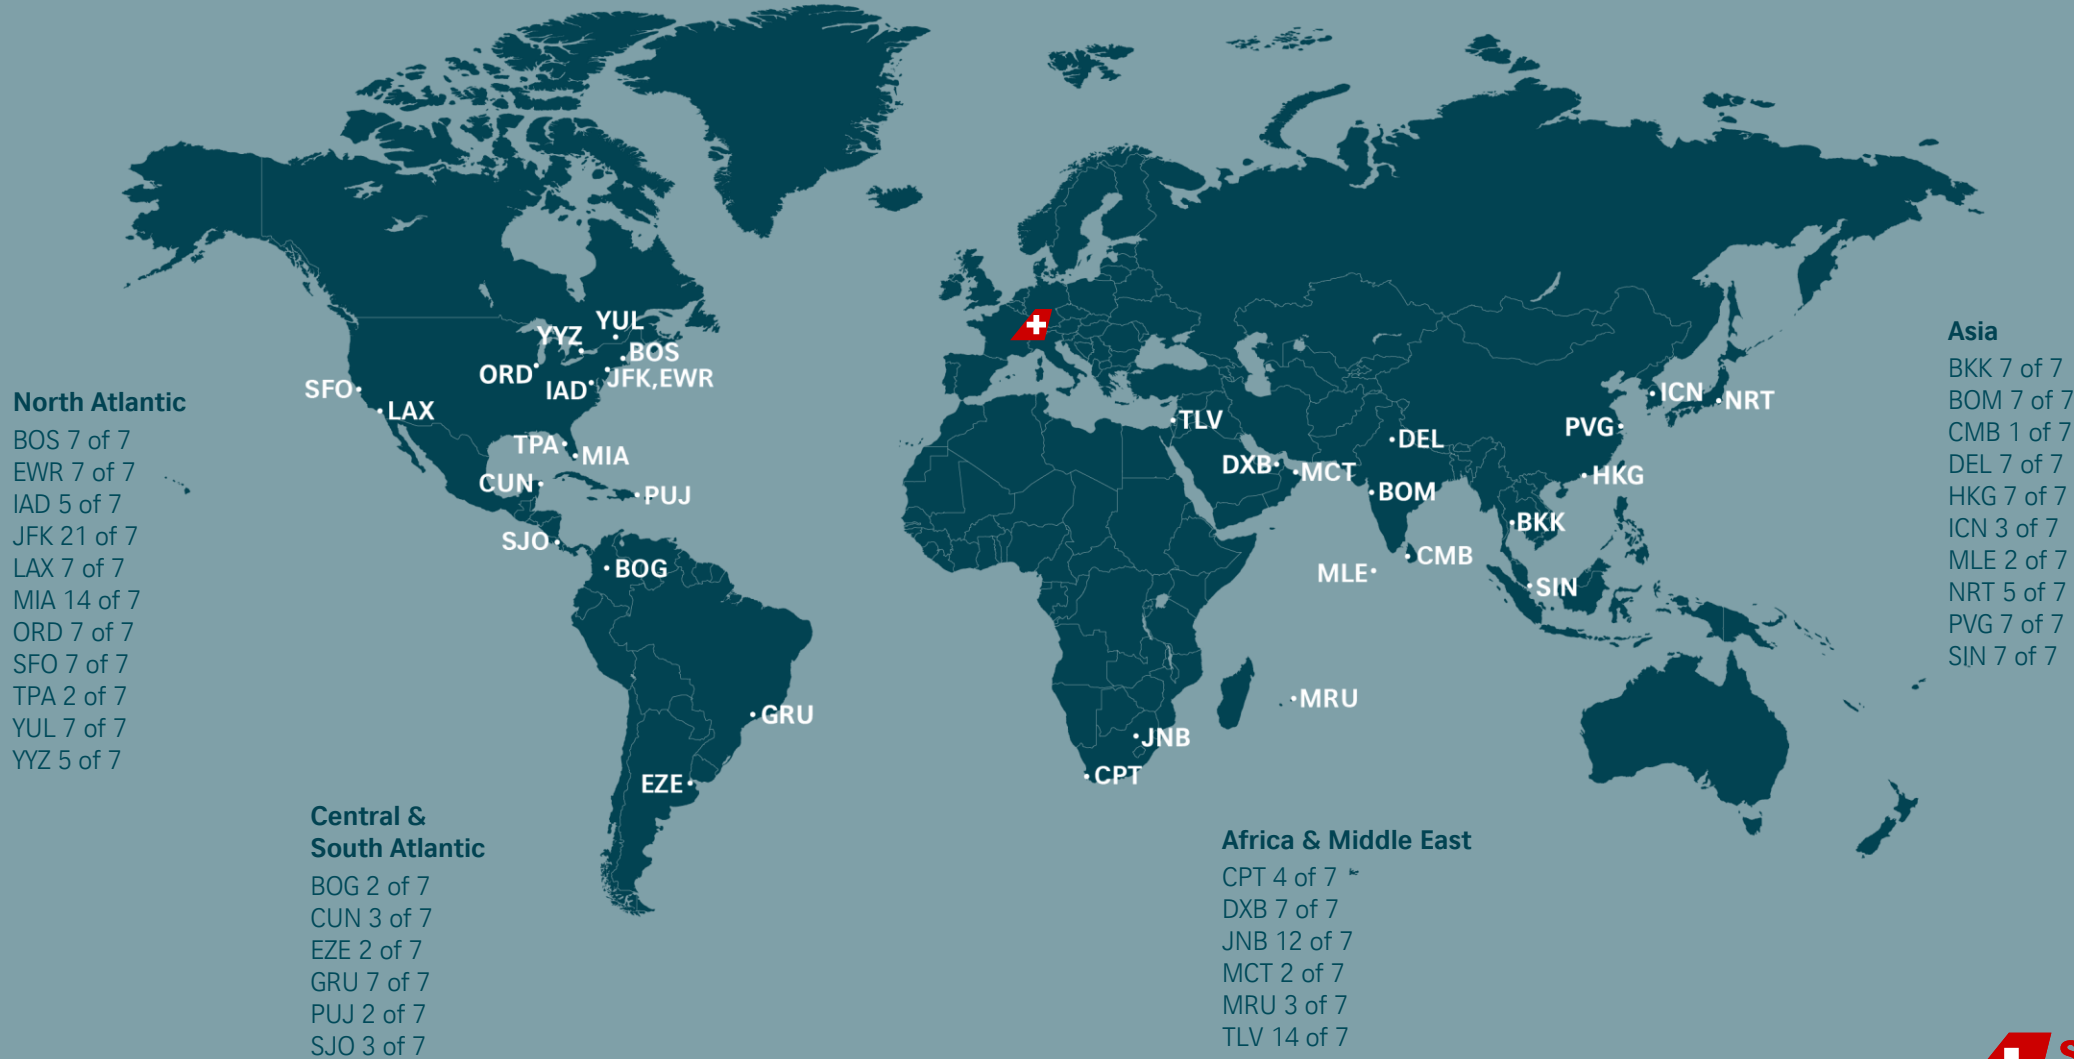 YUL
YYZ
BOS
ORD
JFK,EWR
IAD
SFO
LAX
TPA
MIA
CUN
PUJ
SJO
BOG
GRU
EZE
TLV
DXB
MCT
DEL
BOM
CMB
MLE
MRU
JNB
CPT
ICN
NRT
PVG
HKG
BKK
SIN
North Atlantic
BOS 7 of 7
EWR 7 of 7
IAD 5 of 7
JFK 21 of 7
LAX 7 of 7
MIA 14 of 7
ORD 7 of 7
SFO 7 of 7
TPA 2 of 7
YUL 7 of 7
YYZ 5 of 7
Central &
South Atlantic
BOG 2 of 7
CUN 3 of 7
EZE 2 of 7
GRU 7 of 7
PUJ 2 of 7
SJO 3 of 7
Africa & Middle East
CPT 4 of 7
DXB 7 of 7
JNB 12 of 7
MCT 2 of 7
MRU 3 of 7
TLV 14 of 7
Asia
BKK 7 of 7
BOM 7 of 7
CMB 1 of 7
DEL 7 of 7
HKG 7 of 7
ICN 3 of 7
MLE 2 of 7
NRT 5 of 7
PVG 7 of 7
SIN 7 of 7